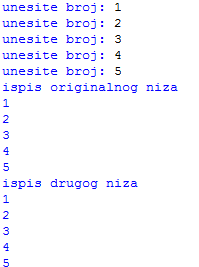 unesite broj: 1
unesite broj: 2
unesite broj: 3
unesite broj: 4
unesite broj: 5
ispis originalnog niza
1
2
3
4
5
ispis drugog niza
1
2
3
4
5